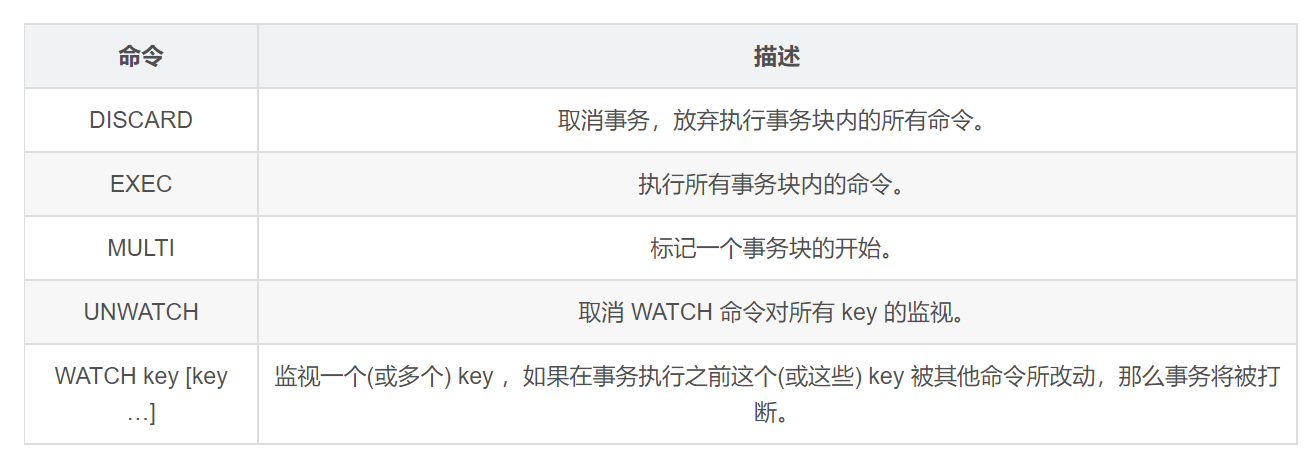 命令 描述
DISCARD 取消事务，放弃执行事务块内的所有命令。
EXEC 执行所有事务块内的命令。
MULTI 标记一个事务块的开始。
UNWATCH 取消 WATCH 命令对所有 key 的监视。
WATCH key [key 监视一个(或多个) key ，如果在事务执行之前这个(或这些) key 被其他命令所改动，那么事务将被打
…] 断。